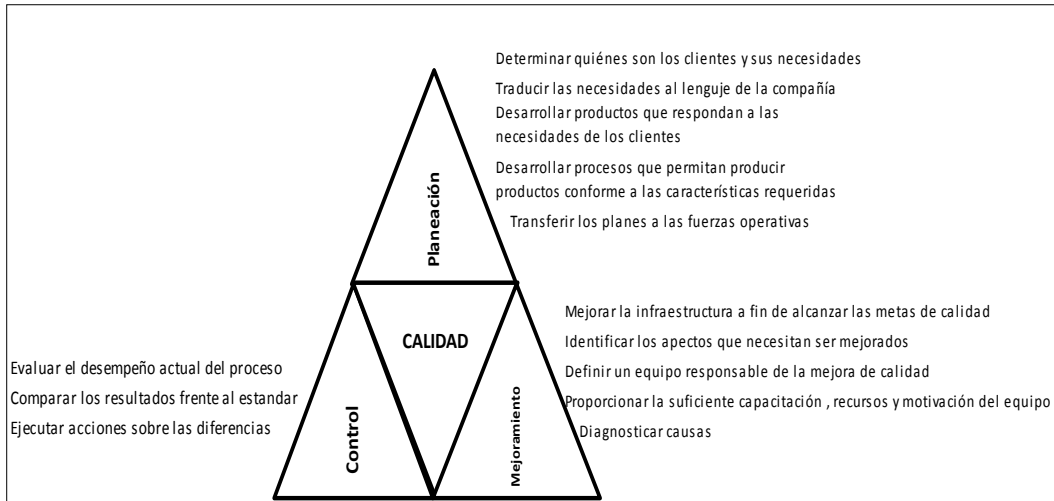 Determinar quiénes son los clientes y sus necesidades
Traducir las necesidades al lenguje de la compañía
Desarrollar productos que respondan a las
necesidades de los clientes
Desarrollar procesos que permitan producir
productos conforme a las características requeridas
Transferir los planes a las fuerzas operativas
Planeación
CALIDAD
Mejorar la infraestructura a fin de alcanzar las metas de calidad
Identificar los apectos que necesitan ser mejorados
Definir un equipo responsable de la mejora de calidad
Proporcionar la suficiente capacitación , recursos y motivación del equipo
Diagnosticar causas
Mejoramiento
Evaluar el desempeño actual del proceso
Comparar los resultados frente al estandar
Ejecutar acciones sobre las diferencias
Control